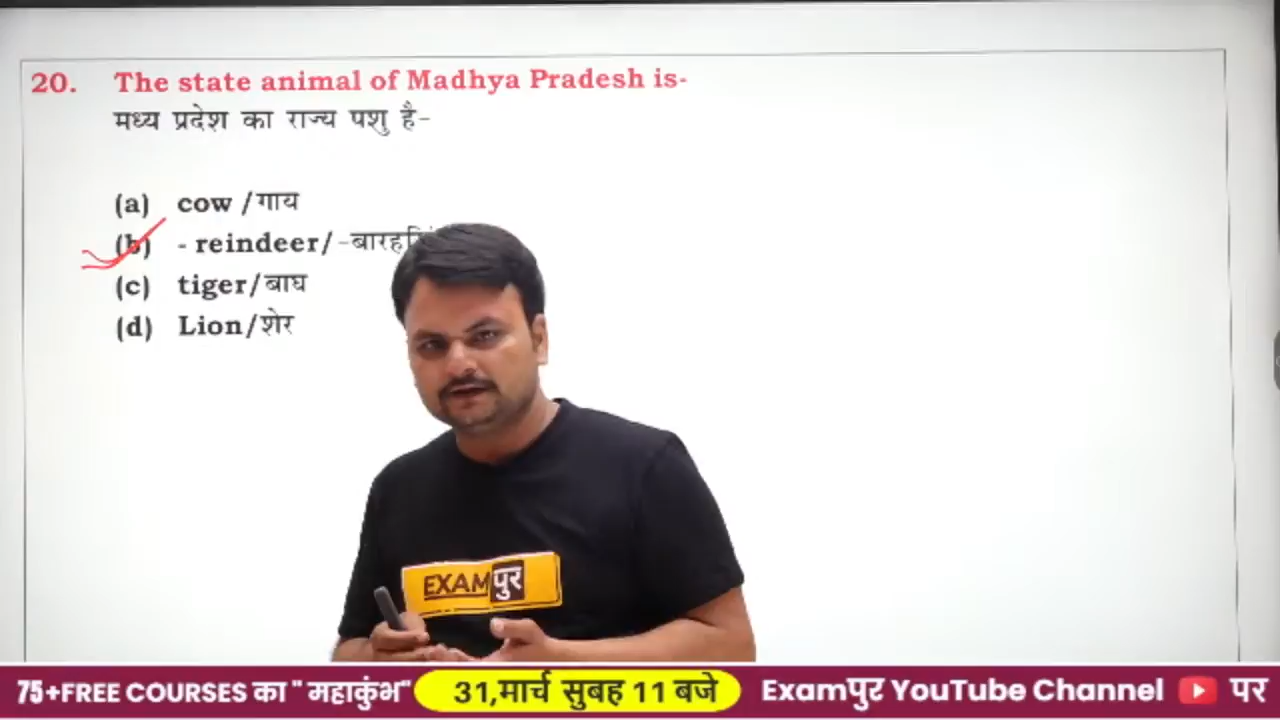 20. The state animal of Madhya Pradesh is-
मध्य प्रदेश का राज्य पशु है-
(a) cow /गाय
(b) - reindeer/-
(c) tiger/बाघ
(d) Lion/शेर
EXAMपुर
75+FREE COURSES का " महाकुंभ" 31,मार्च सुबह 11 बजे Examपुर YouTube Channel पर